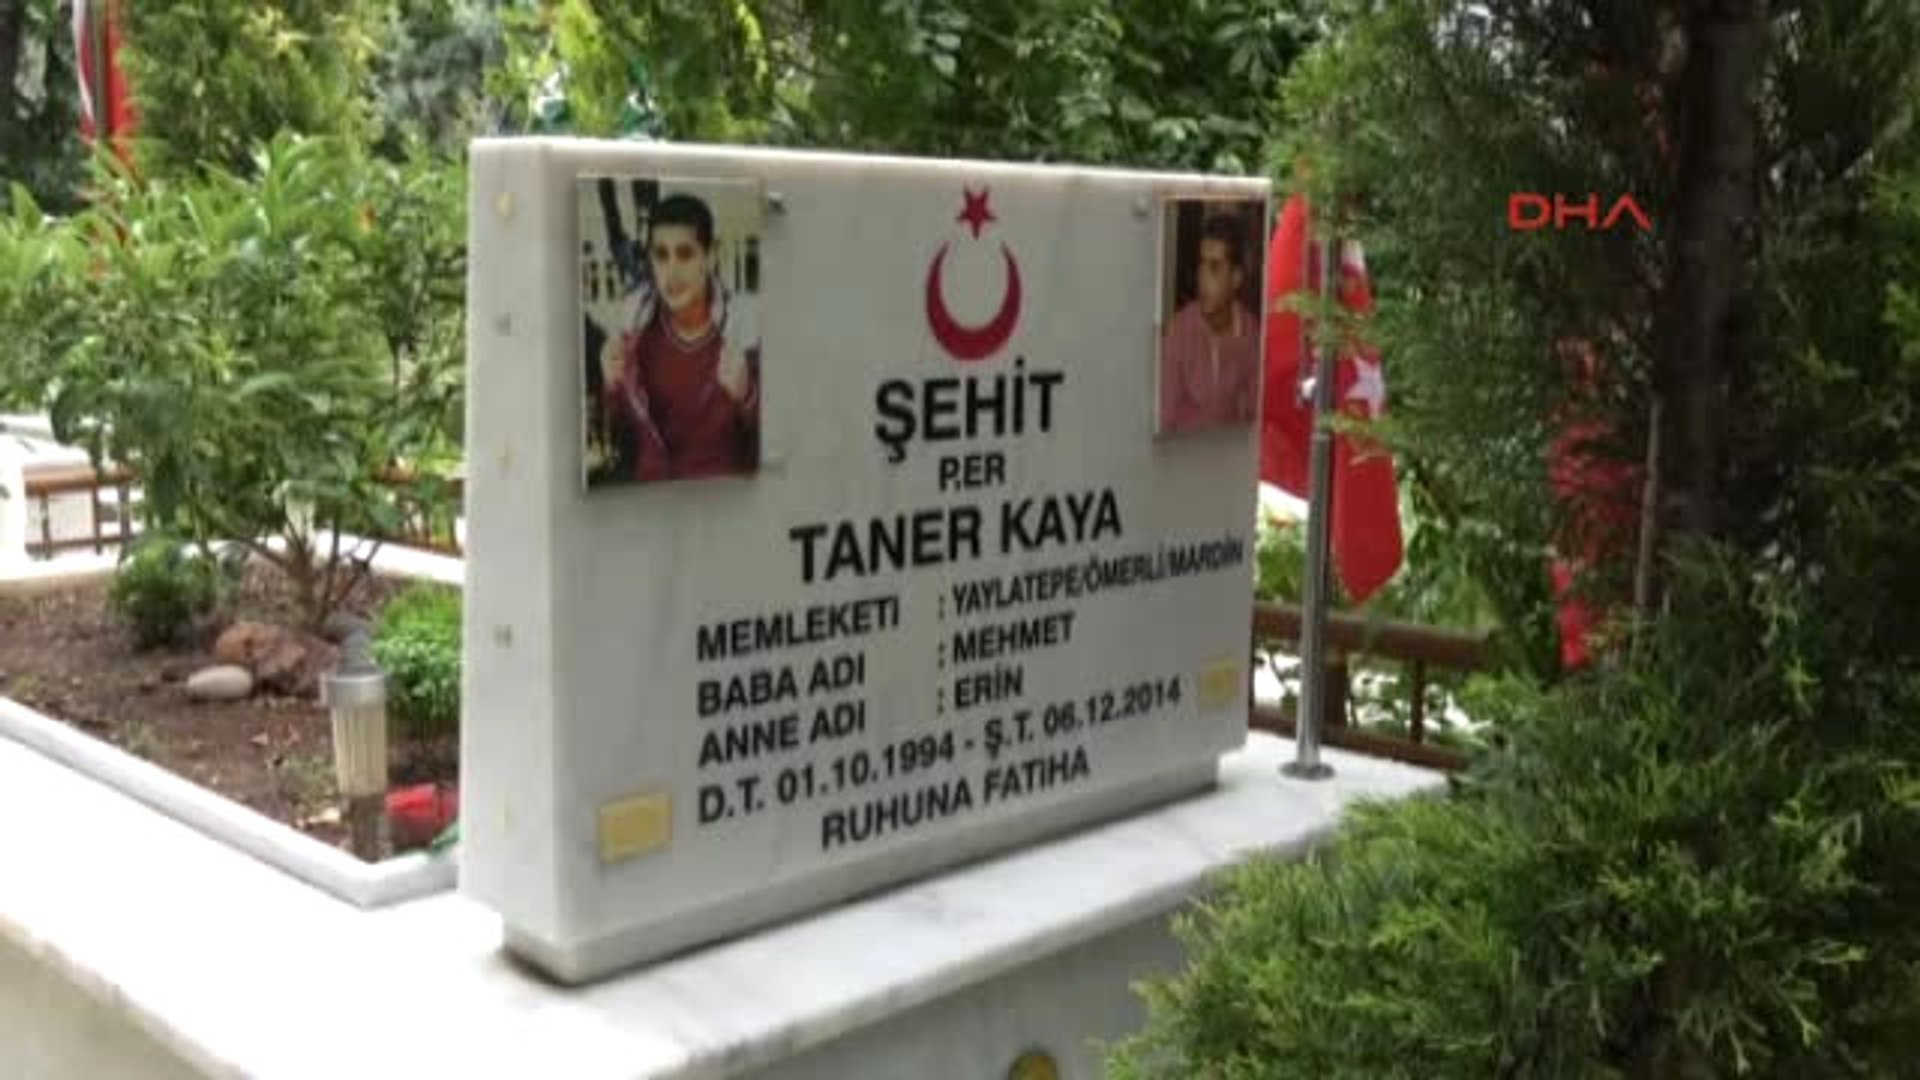 DHA
ŞEHİT
P.ER
TANER KAYA
MEMLEKETİ : YAYLATEPE/ÖMERLİ/MARDİN
BABA ADI : MEHMET
ANNE ADI : ERİN
D.T. 01.10.1994 - Ş.T. 06.12.2014
RUHUNA FATİHA